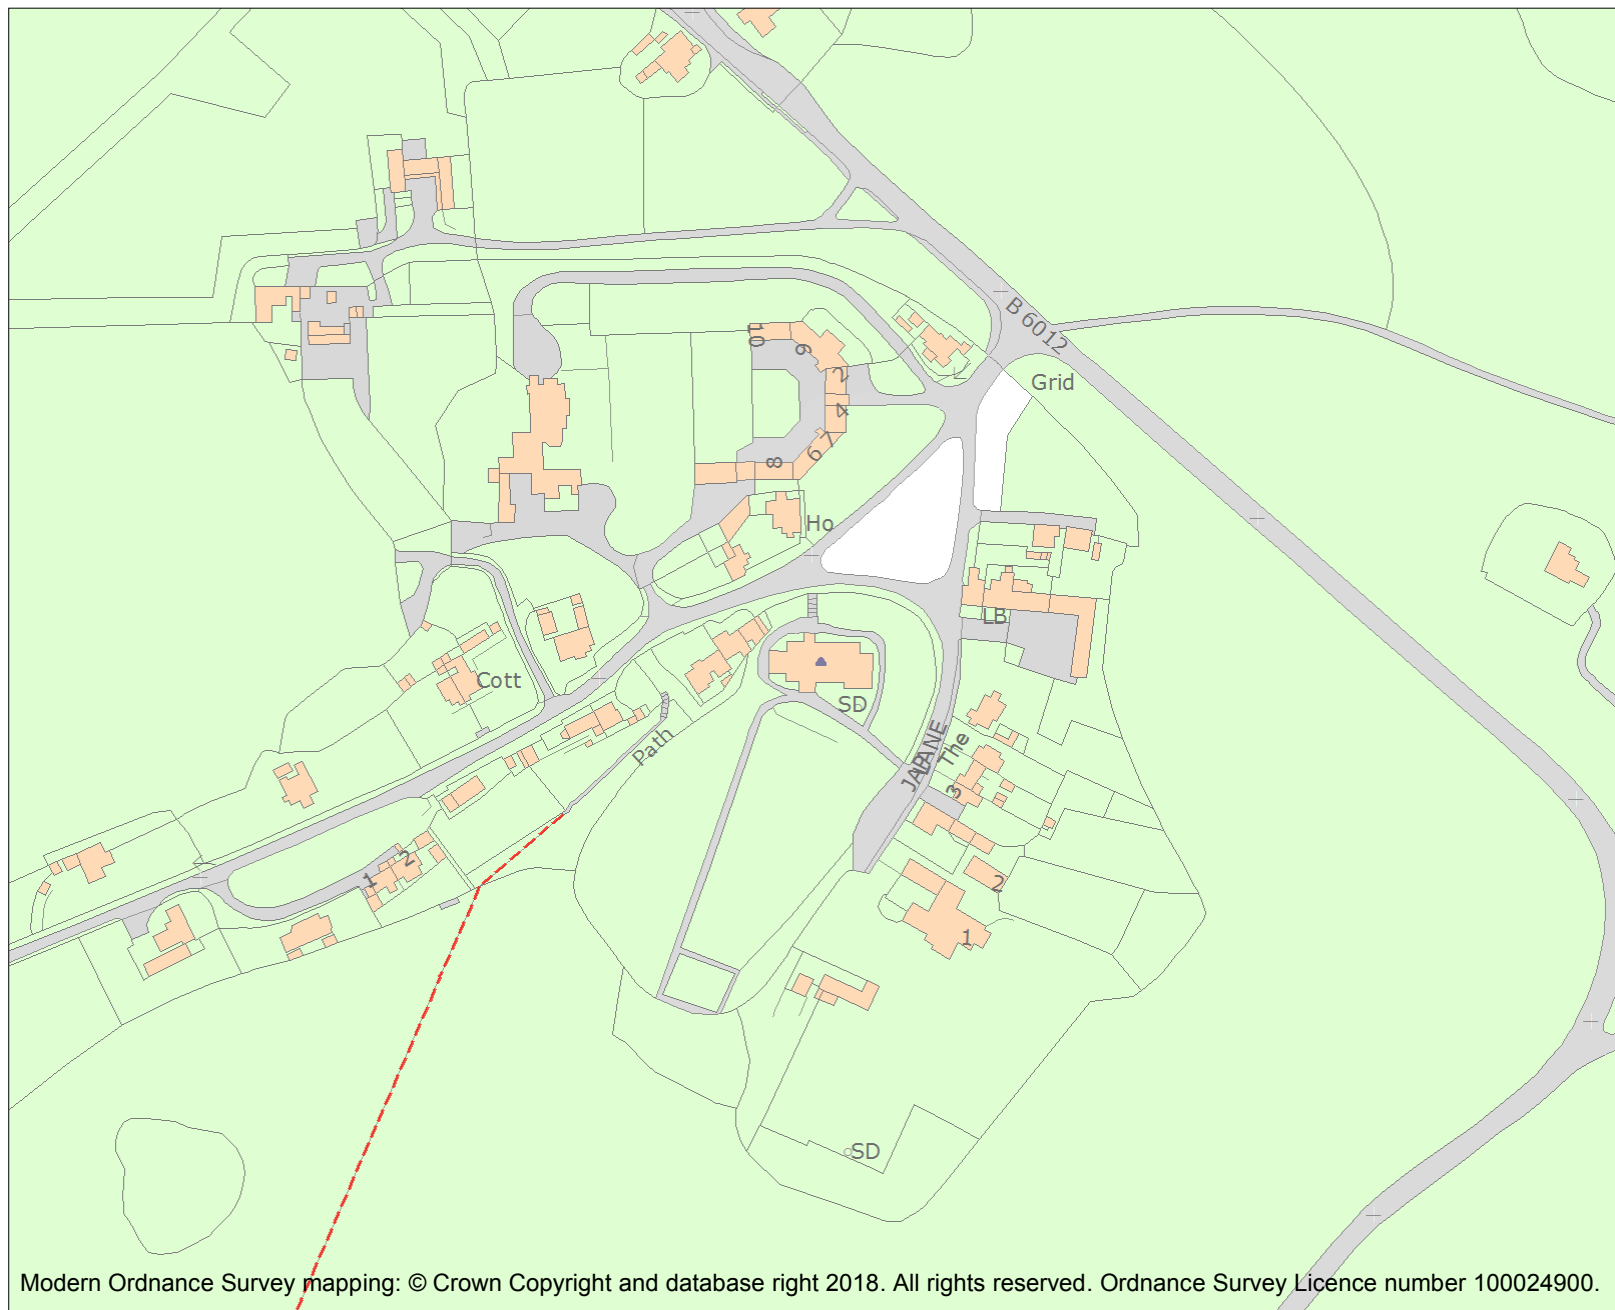 B 6012
Grid
10
9
2
4
7
6
8
Ho
LB
Cott
SD
Path
LANE
The
3
2
1
2
1
SD
Modern Ordnance Survey mapping: © Crown Copyright and database right 2018. All rights reserved. Ordnance Survey Licence number 100024900.